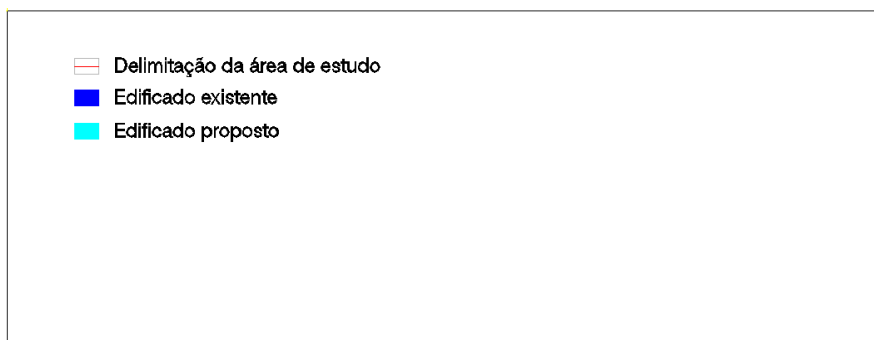 Delimitação da área de estudo
Edificado existente
Edificado proposto